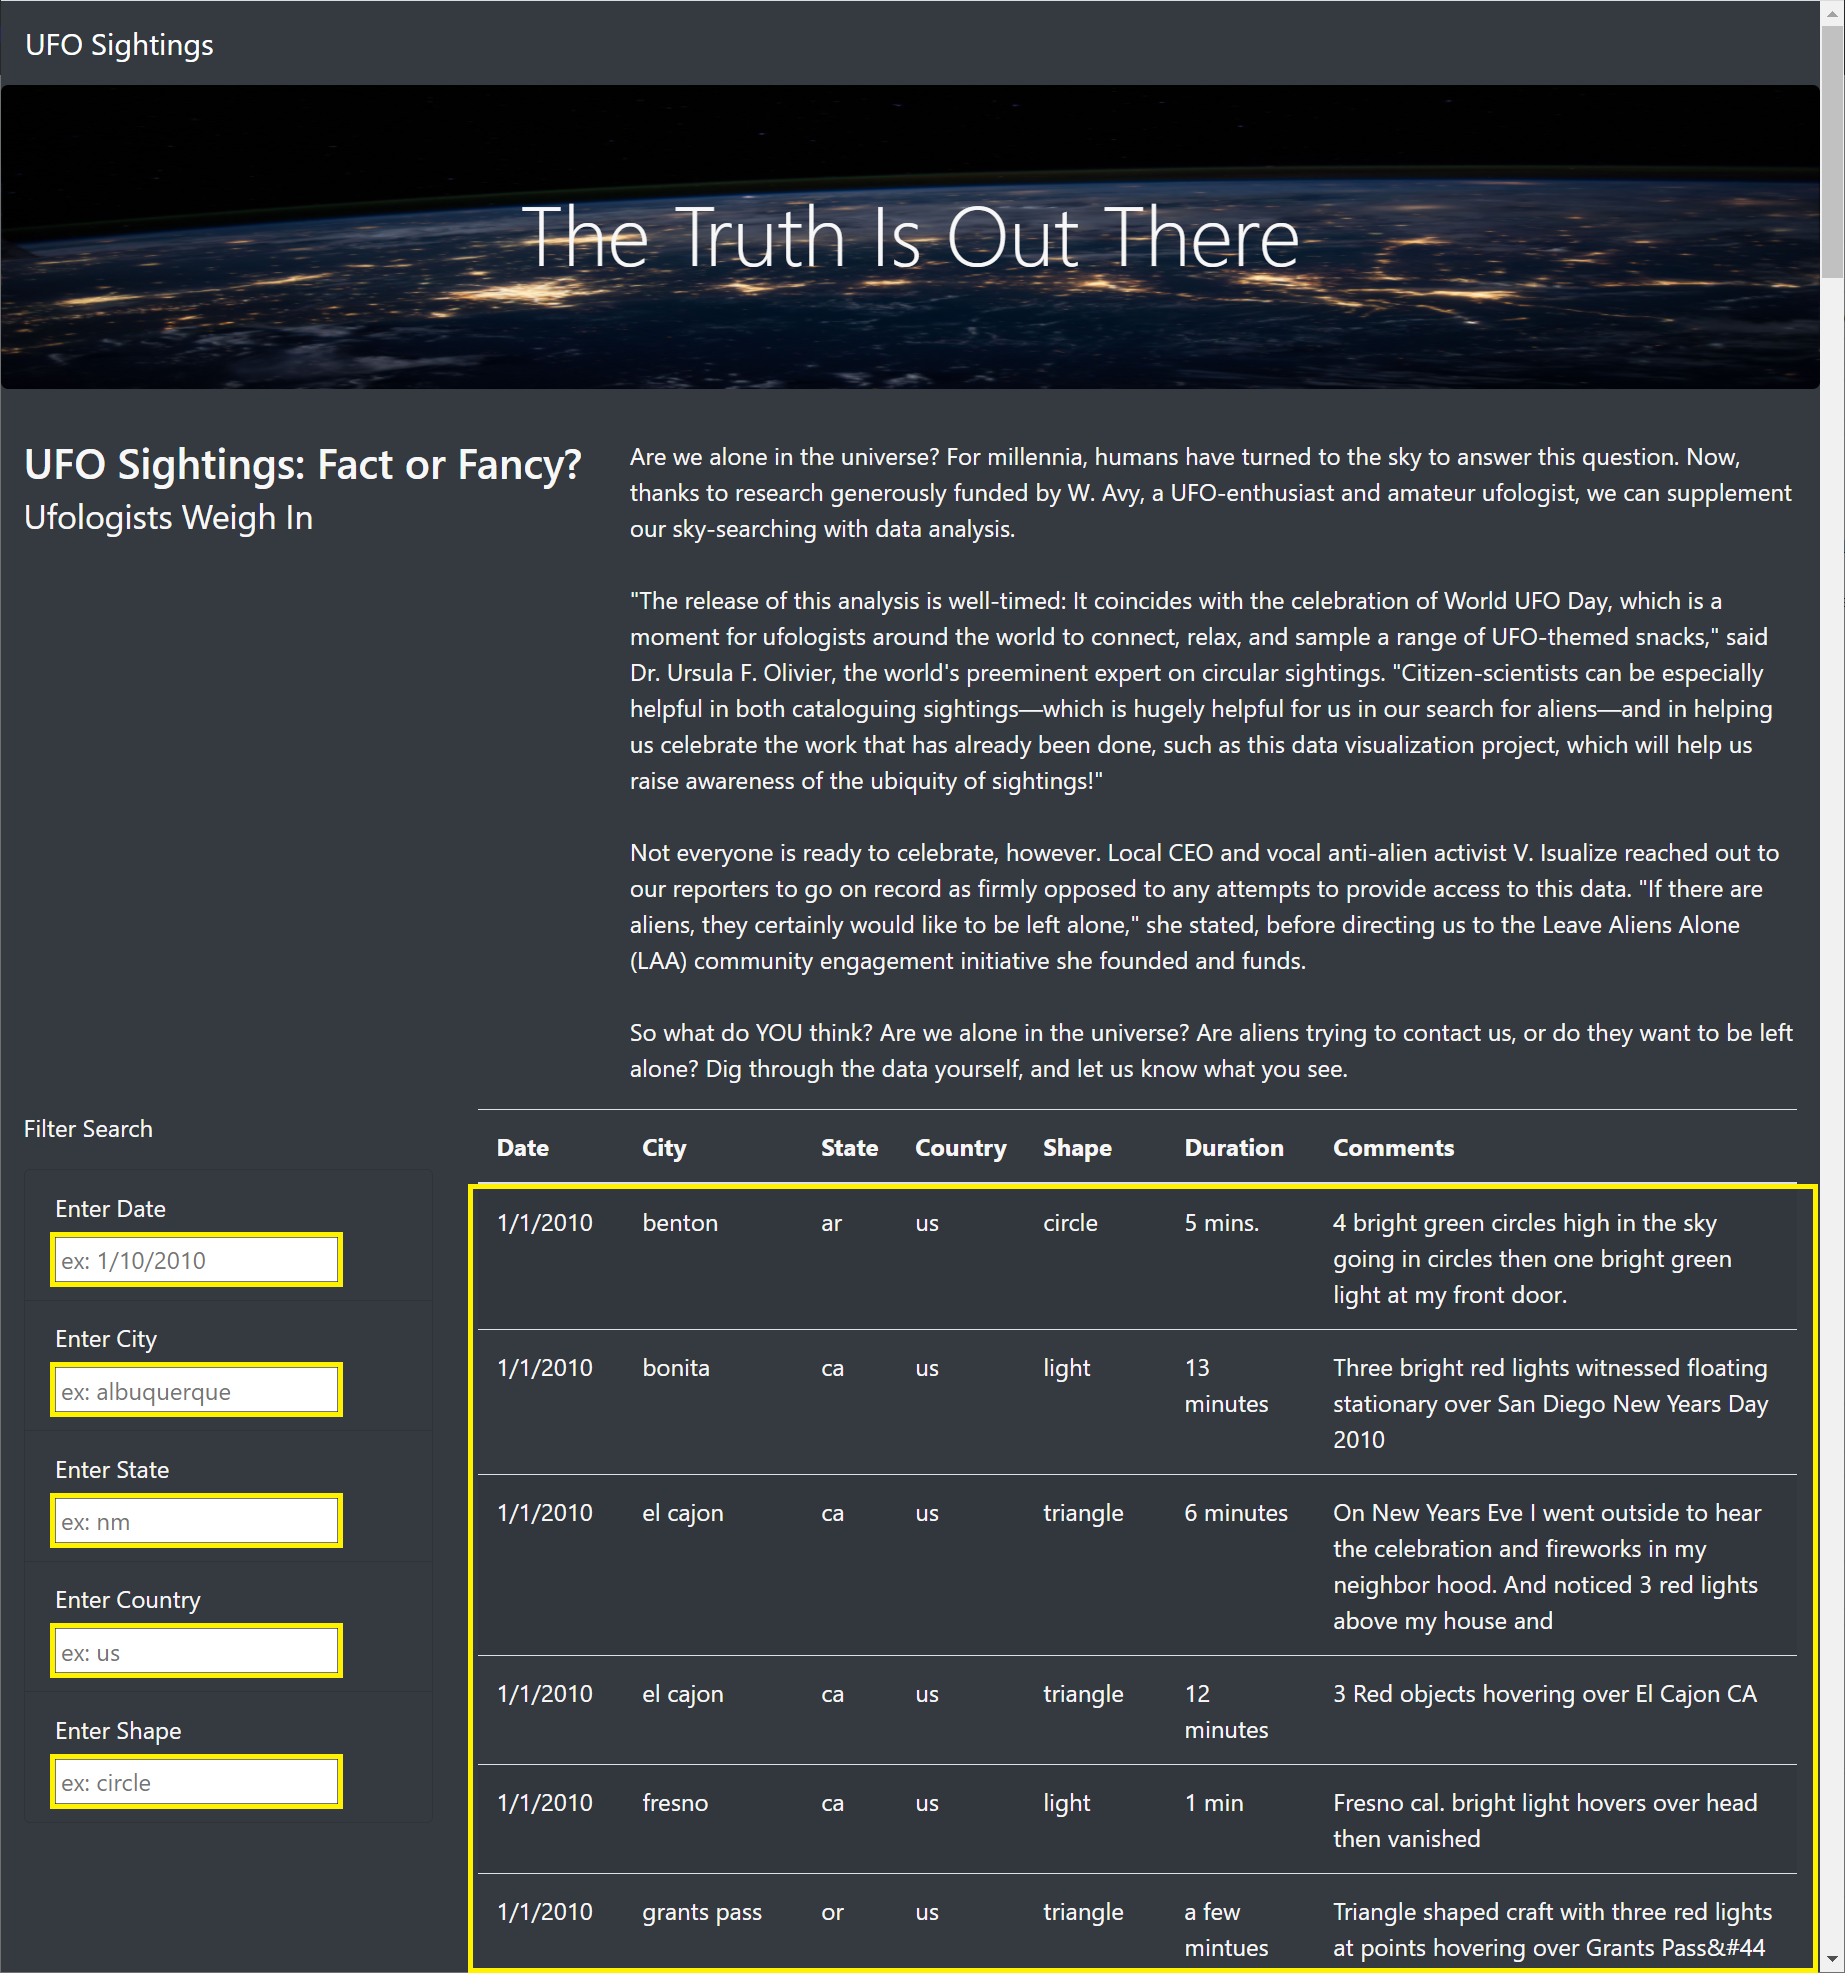 UFO Sightings
The Truth Is Out There
UFO Sightings: Fact or Fancy?
Ufologists Weigh In
Are we alone in the universe? For millennia, humans have turned to the sky to answer this question. Now,
thanks to research generously funded by W. Avy, a UFO-enthusiast and amateur ufologist, we can supplement
our sky-searching with data analysis.
"The release of this analysis is well-timed: It coincides with the celebration of World UFO Day, which is a
moment for ufologists around the world to connect, relax, and sample a range of UFO-themed snacks," said
Dr. Ursula F. Olivier, the world's preeminent expert on circular sightings. "Citizen-scientists can be especially
helpful in both cataloguing sightings—which is hugely helpful for us in our search for aliens—and in helping
us celebrate the work that has already been done, such as this data visualization project, which will help us
raise awareness of the ubiquity of sightings!"
Not everyone is ready to celebrate, however. Local CEO and vocal anti-alien activist V. Isualize reached out to
our reporters to go on record as firmly opposed to any attempts to provide access to this data. "If there are
aliens, they certainly would like to be left alone," she stated, before directing us to the Leave Aliens Alone
(LAA) community engagement initiative she founded and funds.
So what do YOU think? Are we alone in the universe? Are aliens trying to contact us, or do they want to be left
alone? Dig through the data yourself, and let us know what you see.
Filter Search
Enter Date
ex: 1/10/2010
Enter City
ex: albuquerque
Enter State
ex: nm
Enter Country
ex: us
Enter Shape
ex: circle
Date City State Country Shape Duration Comments
1/1/2010 benton ar us circle 5 mins. 4 bright green circles high in the sky
going in circles then one bright green
light at my front door.
1/1/2010 bonita ca us light 13 Three bright red lights witnessed floating
minutes stationary over San Diego New Years Day
2010
1/1/2010 el cajon ca us triangle 6 minutes On New Years Eve I went outside to hear
the celebration and fireworks in my
neighbor hood. And noticed 3 red lights
above my house and
1/1/2010 el cajon ca us triangle 12 3 Red objects hovering over El Cajon CA
minutes
1/1/2010 fresno ca us light 1 min Fresno cal. bright light hovers over head
then vanished
1/1/2010 grants pass or us triangle a few Triangle shaped craft with three red lights
mintues at points hovering over Grants Pass&#44